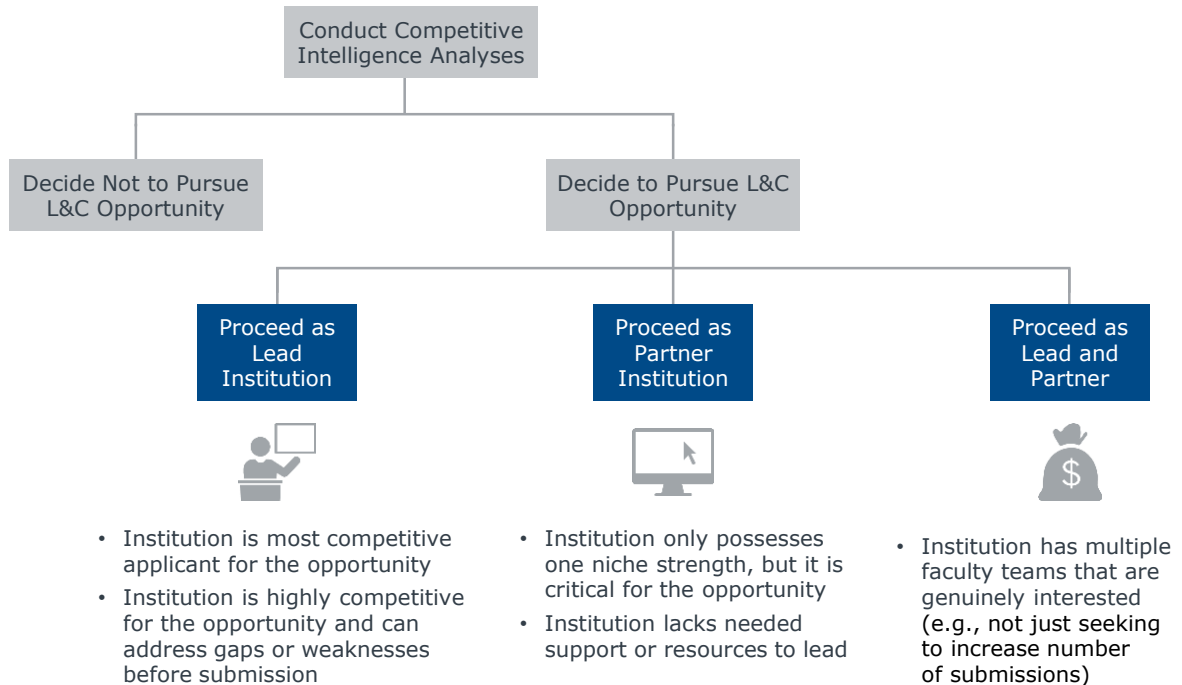 Conduct Competitive
Intelligence Analyses
Decide Not to Pursue
L&C Opportunity
Decide to Pursue L&C
Opportunity
Proceed as
Lead
Institution
Proceed as
Partner
Institution
Proceed as
Lead and
Partner
$
• Institution is most competitive
applicant for the opportunity
• Institution is highly competitive
for the opportunity and can
address gaps or weaknesses
before submission
• Institution only possesses
one niche strength, but it is
critical for the opportunity
• Institution lacks needed
support or resources to lead
• Institution has multiple
faculty teams that are
genuinely interested
(e.g., not just seeking
to increase number
of submissions)